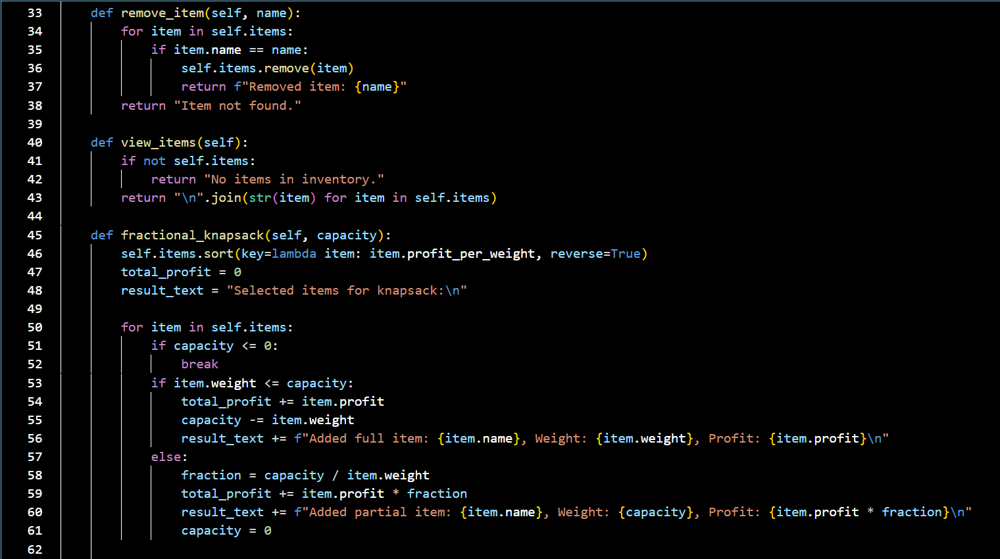 33 def remove_item(self, name):
34 for item in self.items:
35 if item.name == name:
36 self.items.remove(item)
37 return f"Removed item: {name}"
38 return "Item not found."
39
40 def view_items(self):
41 if not self.items:
42 return "No items in inventory."
43 return "\n".join(str(item) for item in self.items)
44
45 def fractional_knapsack(self, capacity):
46 self.items.sort(key=lambda item: item.profit_per_weight, reverse=True)
47 total_profit = 0
48 result_text = "Selected items for knapsack:\n"
49
50 for item in self.items:
51 if capacity <= 0:
52 break
53 if item.weight <= capacity:
54 total_profit += item.profit
55 capacity -= item.weight
56 result_text += f"Added full item: {item.name}, Weight: {item.weight}, Profit: {item.profit}\n"
57 else:
58 fraction = capacity / item.weight
59 total_profit += item.profit * fraction
60 result_text += f"Added partial item: {item.name}, Weight: {capacity}, Profit: {item.profit * fraction}\n"
61 capacity = 0
62